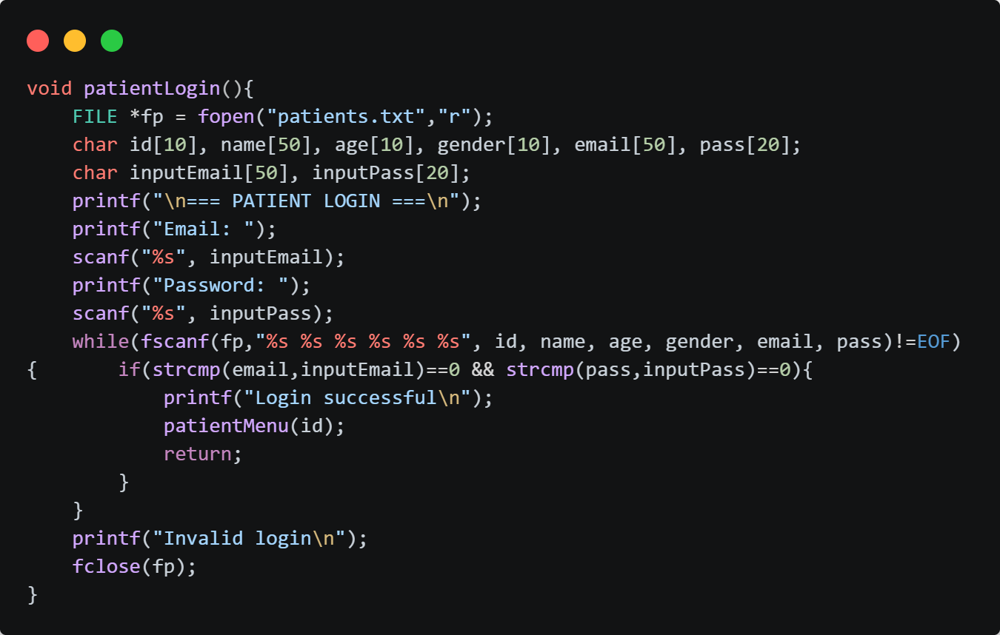 void patientLogin(){
    FILE *fp = fopen("patients.txt","r");
    char id[10], name[50], age[10], gender[10], email[50], pass[20];
    char inputEmail[50], inputPass[20];
    printf("\n=== PATIENT LOGIN ===\n");
    printf("Email: ");
    scanf("%s", inputEmail);
    printf("Password: ");
    scanf("%s", inputPass);
    while(fscanf(fp,"%s %s %s %s %s %s", id, name, age, gender, email, pass)!=EOF)
{       if(strcmp(email,inputEmail)==0 && strcmp(pass,inputPass)==0){
            printf("Login successful\n");
            patientMenu(id);
            return;
        }
    }
    printf("Invalid login\n");
    fclose(fp);
}